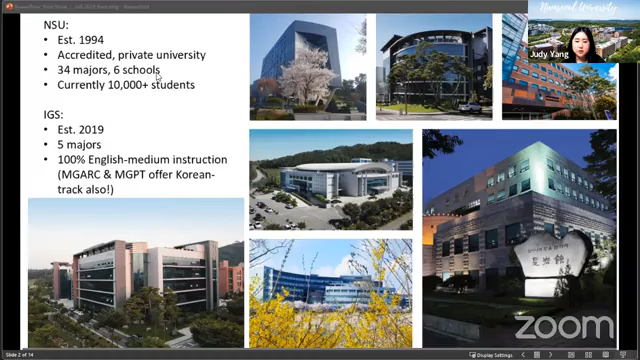 NSU:
• Est. 1994
• Accredited, private university
• 34 majors, 6 schools
• Currently 10,000+ students
IGS:
• Est. 2019
• 5 majors
• 100% English-medium instruction
(MGARC & MGPT offer Korean-
track also!)
Namseoul University
Judy Yang
zoom
Slide 2 of 14
Display Settings